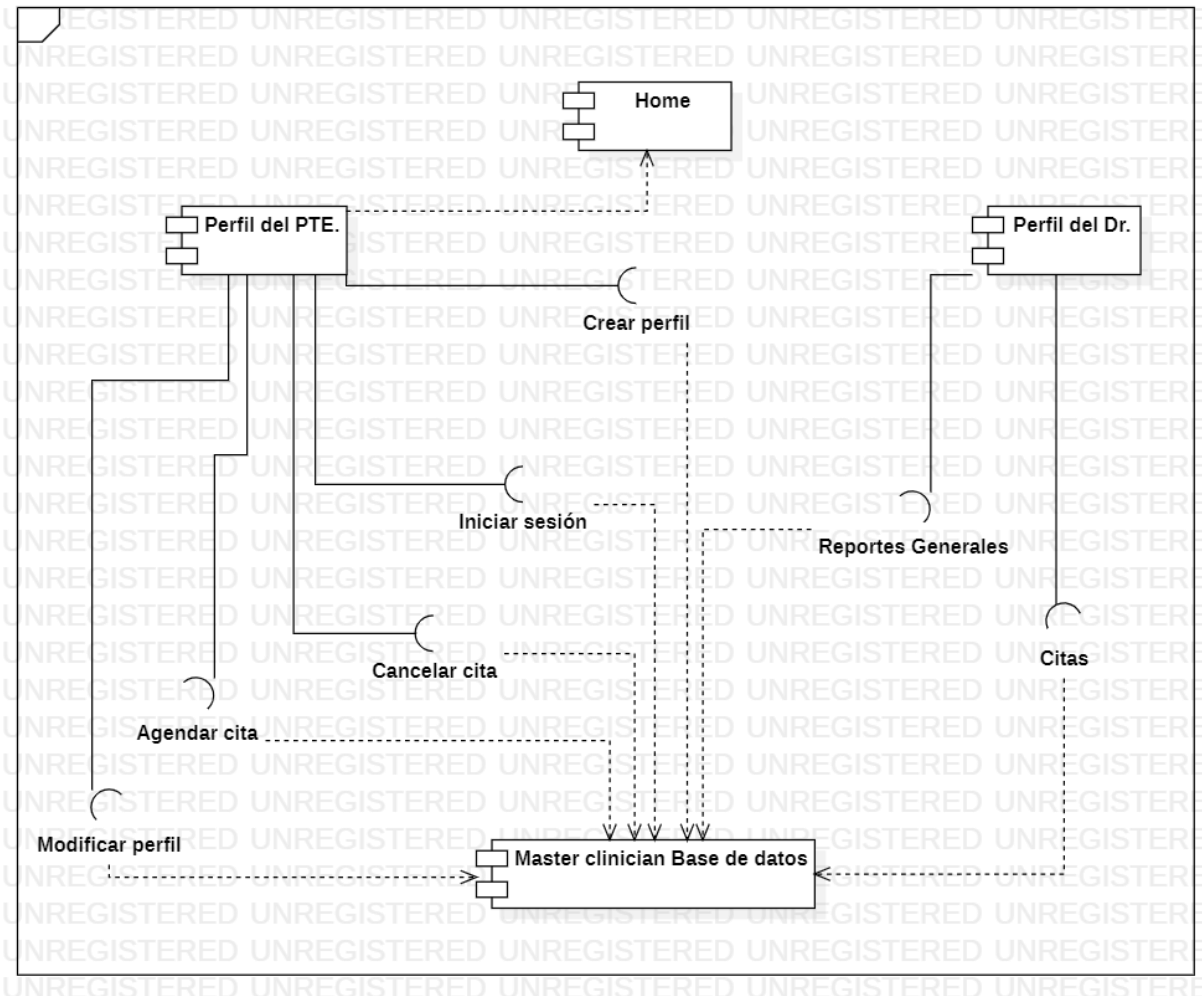 Home
Perfil del PTE.
Perfil del Dr.
Crear perfil
Iniciar sesión
Reportes Generales
Cancelar cita
Citas
Agendar cita
Modificar perfil
Master clinician Base de datos
UNREGISTERED